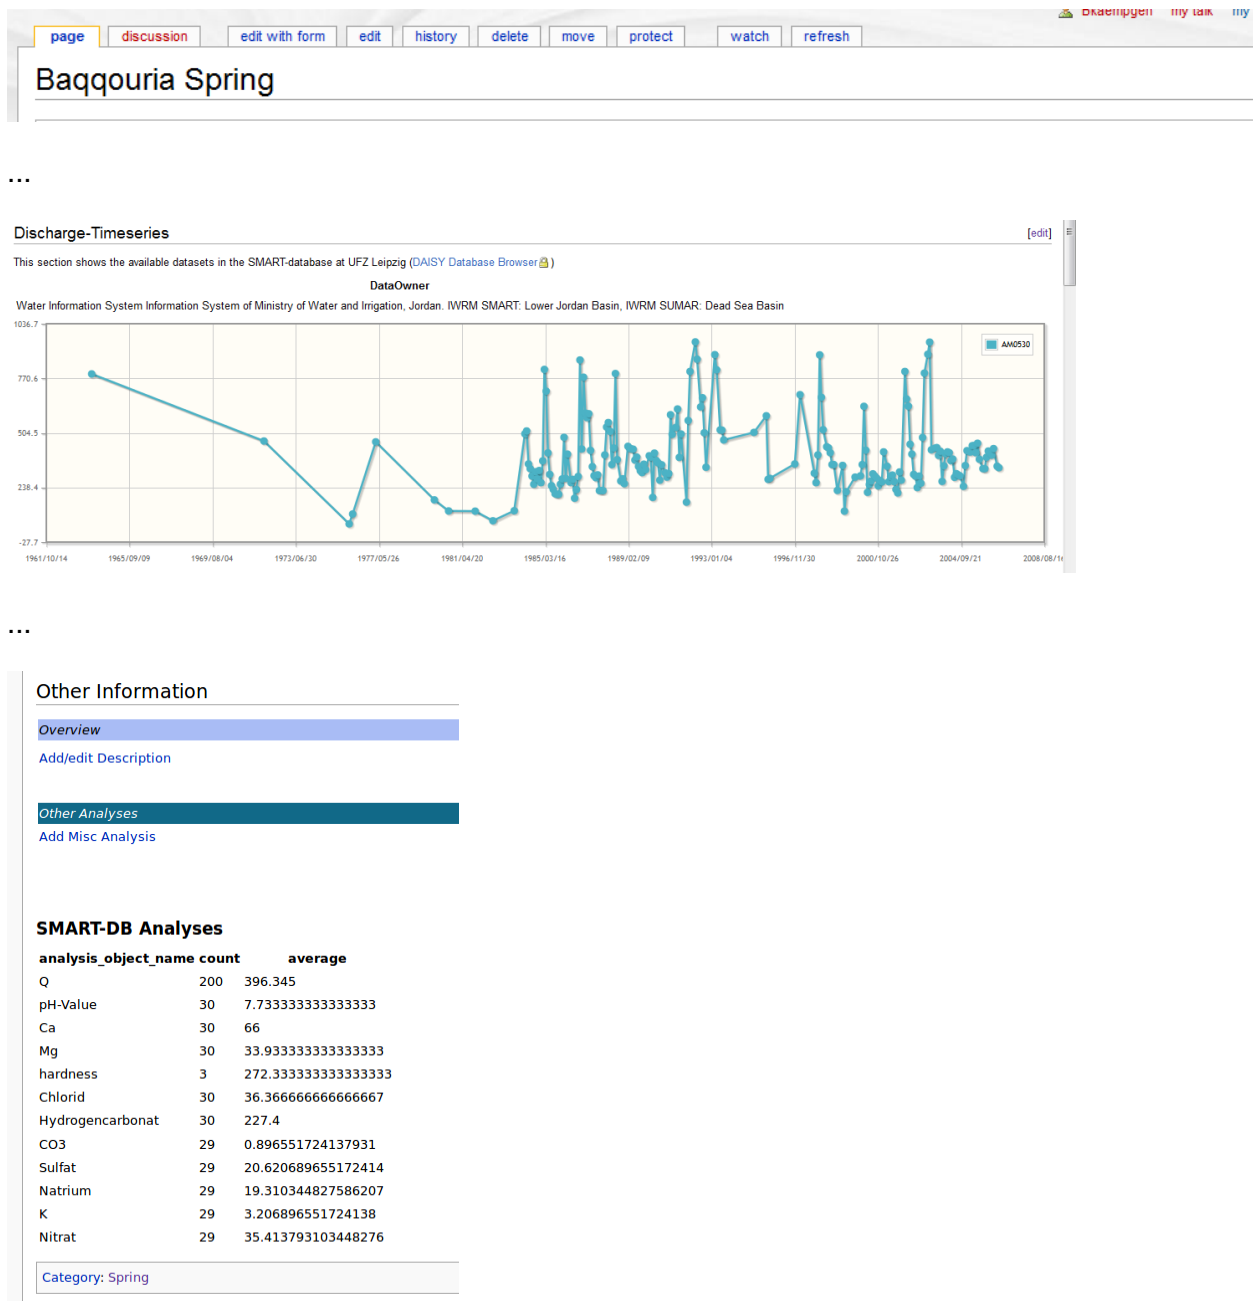 Bkaempgen my talk my
page discussion edit with form edit history delete move protect watch refresh
Baqqouria Spring
...
Discharge-Timeseries [edit]
This section shows the available datasets in the SMART-database at UFZ Leipzig (DAISY Database Browser)
DataOwner
Water Information System Information System of Ministry of Water and Irrigation, Jordan. IWRM SMART: Lower Jordan Basin, IWRM SUMAR: Dead Sea Basin
1036.7
AM0530
770.6
504.5
238.4
-27.7
1961/10/14 1965/09/09 1969/08/04 1973/06/30 1977/05/26 1981/04/20 1985/03/16 1989/02/09 1993/01/04 1996/11/30 2000/10/26 2004/09/21 2008/08/16
...
Other Information
Overview
Add/edit Description
Other Analyses
Add Misc Analysis
SMART-DB Analyses
analysis_object_name count average
Q 200 396.345
pH-Value 30 7.733333333333333
Ca 30 66
Mg 30 33.933333333333333
hardness 3 272.333333333333333
Chlorid 30 36.366666666666667
Hydrogencarbonat 30 227.4
CO3 29 0.896551724137931
Sulfat 29 20.620689655172414
Natrium 29 19.310344827586207
K 29 3.206896551724138
Nitrat 29 35.413793103448276
Category: Spring